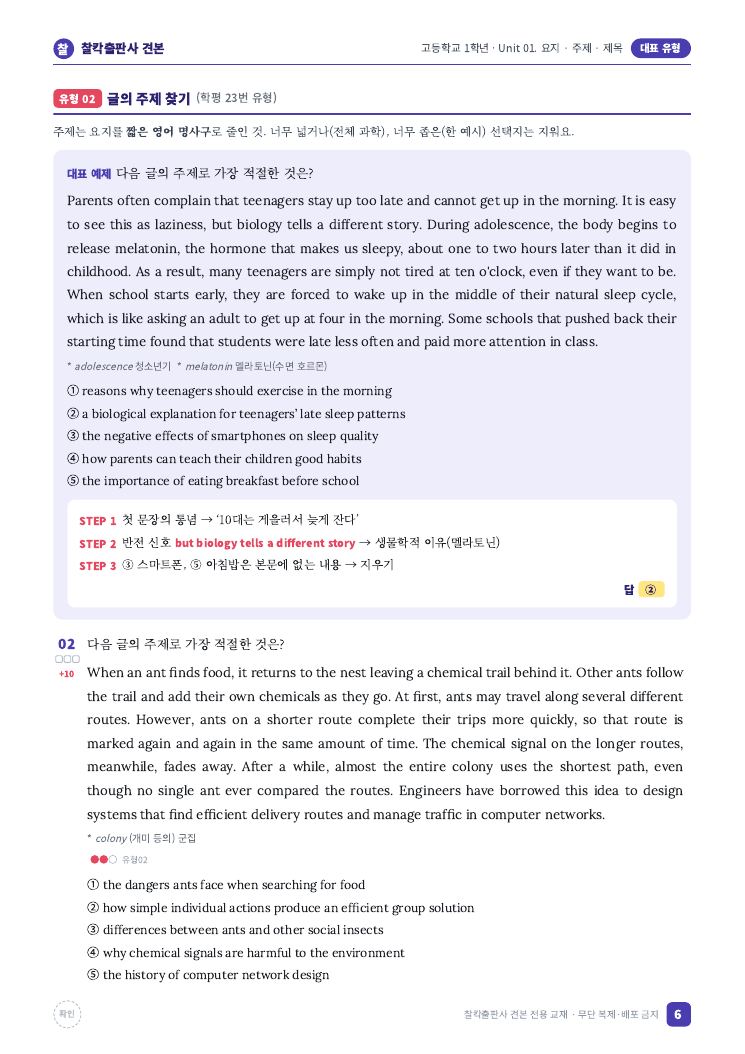 찰 찰칵출판사 견본
고등학교 1학년 · Unit 01. 요지 · 주제 · 제목 대표 유형
유형 02 글의 주제 찾기 (학평 23번 유형)
주제는 요지를 짧은 영어 명사구로 줄인 것. 너무 넓거나(전체 과학), 너무 좁은(한 예시) 선택지는 지워요.
대표 예제 다음 글의 주제로 가장 적절한 것은?
Parents often complain that teenagers stay up too late and cannot get up in the morning. It is easy
to see this as laziness, but biology tells a different story. During adolescence, the body begins to
release melatonin, the hormone that makes us sleepy, about one to two hours later than it did in
childhood. As a result, many teenagers are simply not tired at ten o'clock, even if they want to be.
When school starts early, they are forced to wake up in the middle of their natural sleep cycle,
which is like asking an adult to get up at four in the morning. Some schools that pushed back their
starting time found that students were late less often and paid more attention in class.
* adolescence 청소년기 * melatonin 멜라토닌(수면 호르몬)
① reasons why teenagers should exercise in the morning
② a biological explanation for teenagers’ late sleep patterns
③ the negative effects of smartphones on sleep quality
④ how parents can teach their children good habits
⑤ the importance of eating breakfast before school
STEP 1 첫 문장의 통념 → ‘10대는 게을러서 늦게 잔다’
STEP 2 반전 신호 but biology tells a different story → 생물학적 이유(멜라토닌)
STEP 3 ③ 스마트폰, ⑤ 아침밥은 본문에 없는 내용 → 지우기
답 ②
02 다음 글의 주제로 가장 적절한 것은?
+10
When an ant finds food, it returns to the nest leaving a chemical trail behind it. Other ants follow
the trail and add their own chemicals as they go. At first, ants may travel along several different
routes. However, ants on a shorter route complete their trips more quickly, so that route is
marked again and again in the same amount of time. The chemical signal on the longer routes,
meanwhile, fades away. After a while, almost the entire colony uses the shortest path, even
though no single ant ever compared the routes. Engineers have borrowed this idea to design
systems that find efficient delivery routes and manage traffic in computer networks.
* colony (개미 등의) 군집
유형02
① the dangers ants face when searching for food
② how simple individual actions produce an efficient group solution
③ differences between ants and other social insects
④ why chemical signals are harmful to the environment
⑤ the history of computer network design
확인
찰칵출판사 견본 전용 교재 · 무단 복제·배포 금지 6